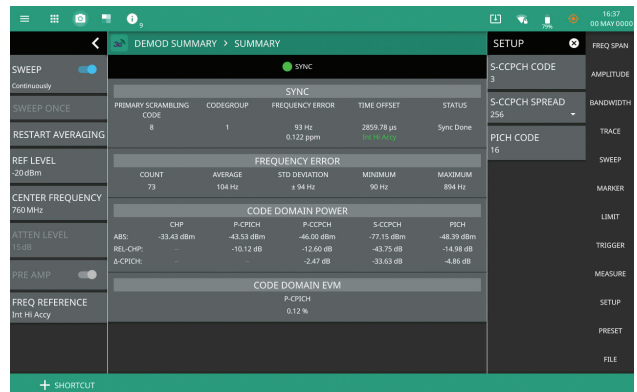 9
79%
16:37
00 MAY 0000
3G
DEMOD SUMMARY > SUMMARY
SWEEP
Continuously
SWEEP ONCE
RESTART AVERAGING
REF LEVEL
-20 dBm
CENTER FREQUENCY
760 MHz
ATTEN LEVEL
15 dB
PRE AMP
FREQ REFERENCE
Int Hi Accy
SYNC
SYNC
PRIMARY SCRAMBLING CODEGROUP FREQUENCY ERROR TIME OFFSET STATUS
CODE
8 1 93 Hz 2859.78 µs Sync Done
0.122 ppm Int Hi Accy
FREQUENCY ERROR
COUNT AVERAGE STD DEVIATION MINIMUM MAXIMUM
73 104 Hz ± 94 Hz 90 Hz 894 Hz
CODE DOMAIN POWER
CHP P-CPICH P-CCPCH S-CCPCH PICH
ABS: -33.43 dBm -43.53 dBm -46.00 dBm -77.15 dBm -48.39 dBm
REL-CHP: -- -10.12 dB -12.60 dB -43.75 dB -14.98 dB
Δ-CPICH: -- -- -2.47 dB -33.63 dB -4.86 dB
CODE DOMAIN EVM
P-CPICH
0.12 %
SETUP
S-CCPCH CODE
3
S-CCPCH SPREAD
256
PICH CODE
16
FREQ SPAN
AMPLITUDE
BANDWIDTH
TRACE
SWEEP
MARKER
LIMIT
TRIGGER
MEASURE
SETUP
PRESET
FILE
+ SHORTCUT